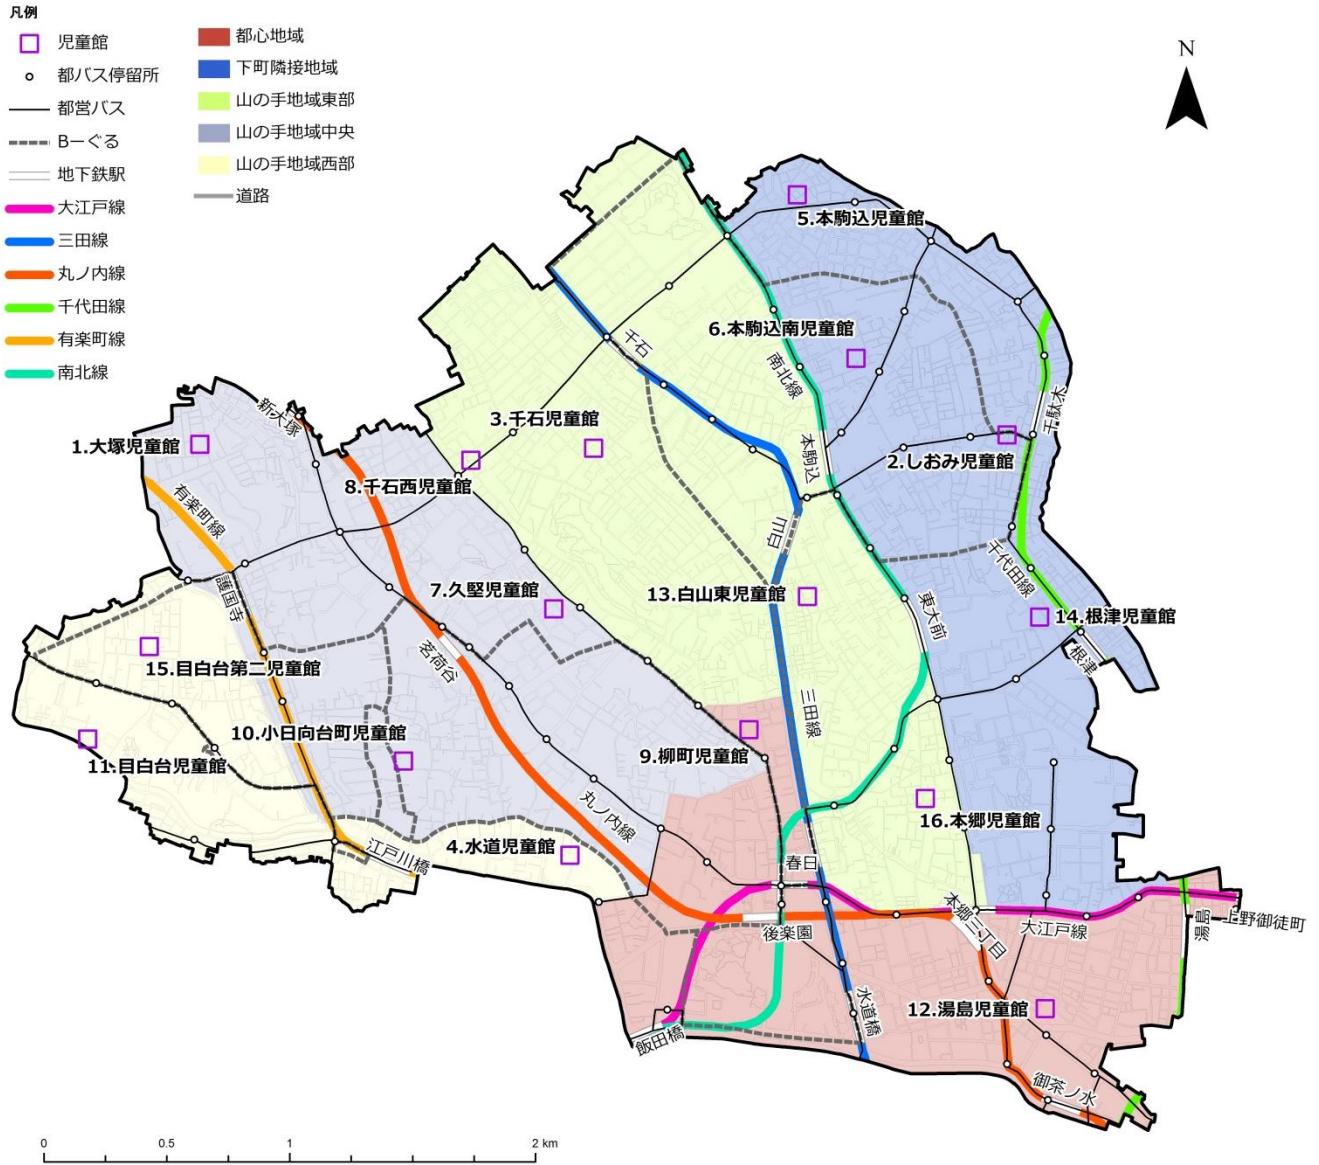 凡例
児童館
都バス停留所
都営バス
Bーぐる
地下鉄駅
大江戸線
三田線
丸ノ内線
千代田線
有楽町線
南北線
都心地域
下町隣接地域
山の手地域東部
山の手地域中央
山の手地域西部
道路
N
5.本駒込児童館
6.本駒込南児童館
千石
南北線
千駄木
3.千石児童館
新大塚
1.大塚児童館
本駒込
2.しおみ児童館
8.千石西児童館
有楽町線
白山
千代田線
護国寺
7.久堅児童館
13.白山東児童館
東大前
14.根津児童館
茗荷谷
根津
15.目白台第二児童館
三田線
10.小日向台町児童館
9.柳町児童館
11.目白台児童館
丸ノ内線
16.本郷児童館
4.水道児童館
江戸川橋
春日
本郷三丁目
大江戸線
湯島
上野御徒町
後楽園
水道橋
12.湯島児童館
飯田橋
御茶ノ水
0 0.5 1 2 km